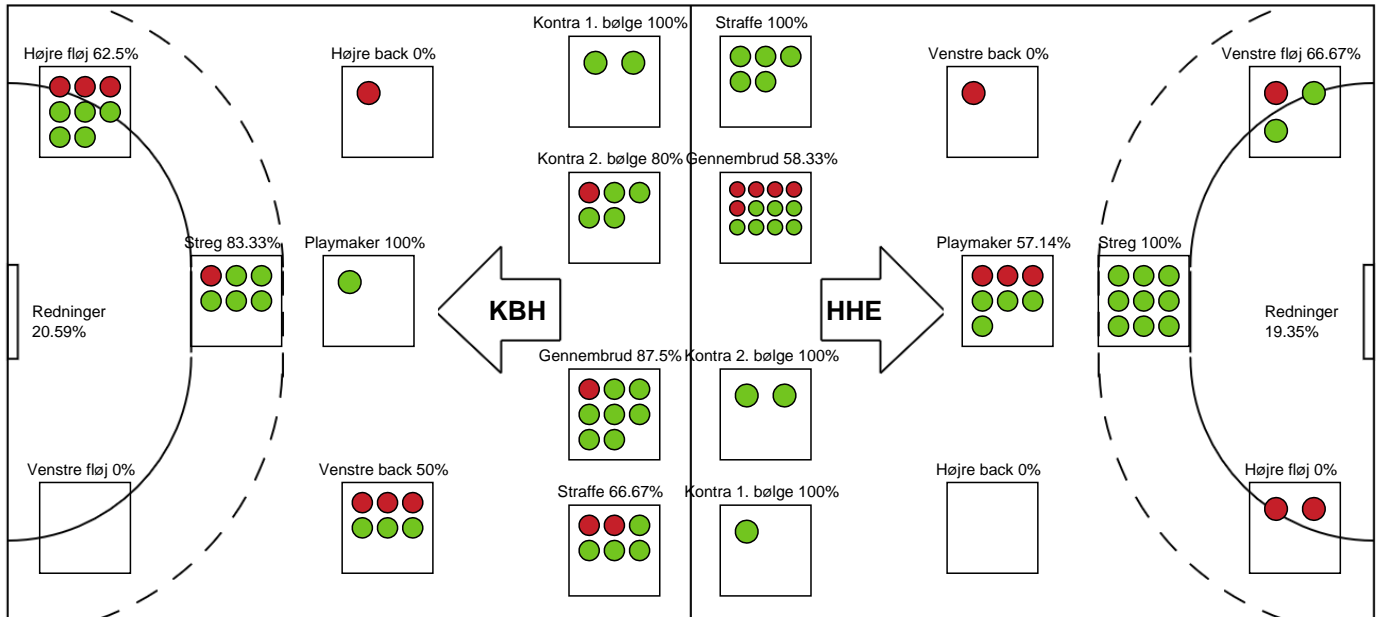 Kontra 1. bølge 100%
Straffe 100%
Højre fløj 62.5%
Højre back 0%
Venstre back 0%
Venstre fløj 66.67%
Kontra 2. bølge 80%
Gennembrud 58.33%
Streg 83.33%
Playmaker 100%
Playmaker 57.14%
Streg 100%
KBH
HHE
Redninger
20.59%
Redninger
19.35%
Gennembrud 87.5%
Kontra 2. bølge 100%
Venstre fløj 0%
Venstre back 50%
Højre back 0%
Højre fløj 0%
Straffe 66.67%
Kontra 1. bølge 100%